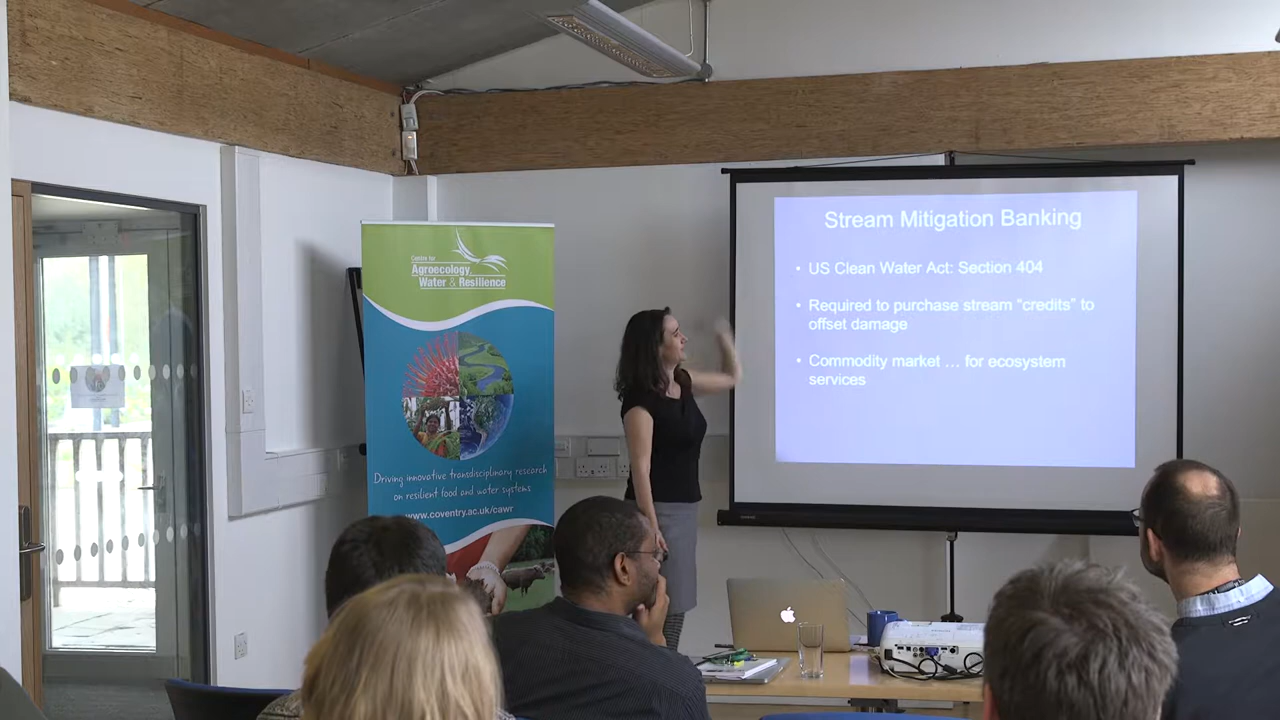 Centre for
Agroecology,
Water & Resilience
Driving innovative transdisciplinary research
on resilient food and water systems
www.coventry.ac.uk/cawr
Stream Mitigation Banking
• US Clean Water Act: Section 404
• Required to purchase stream “credits” to
offset damage
• Commodity market … for ecosystem
services